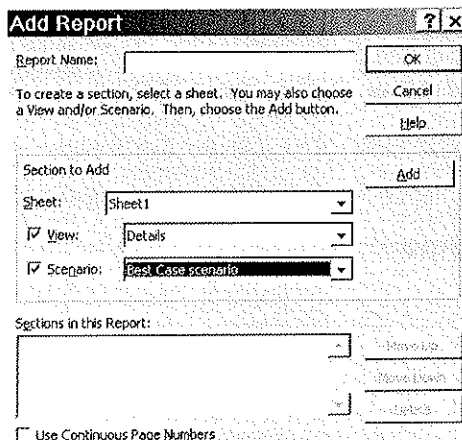 Add Report
Report Name:
OK
To create a section, select a sheet. You may also choose
a View and/or Scenario. Then, choose the Add button.
Cancel
Help
Section to Add
Add
Sheet: Sheet1
View: Details
Scenario: Best Case scenario
Sections in this Report:
Move Up
Move Down
Delete
Use Continuous Page Numbers